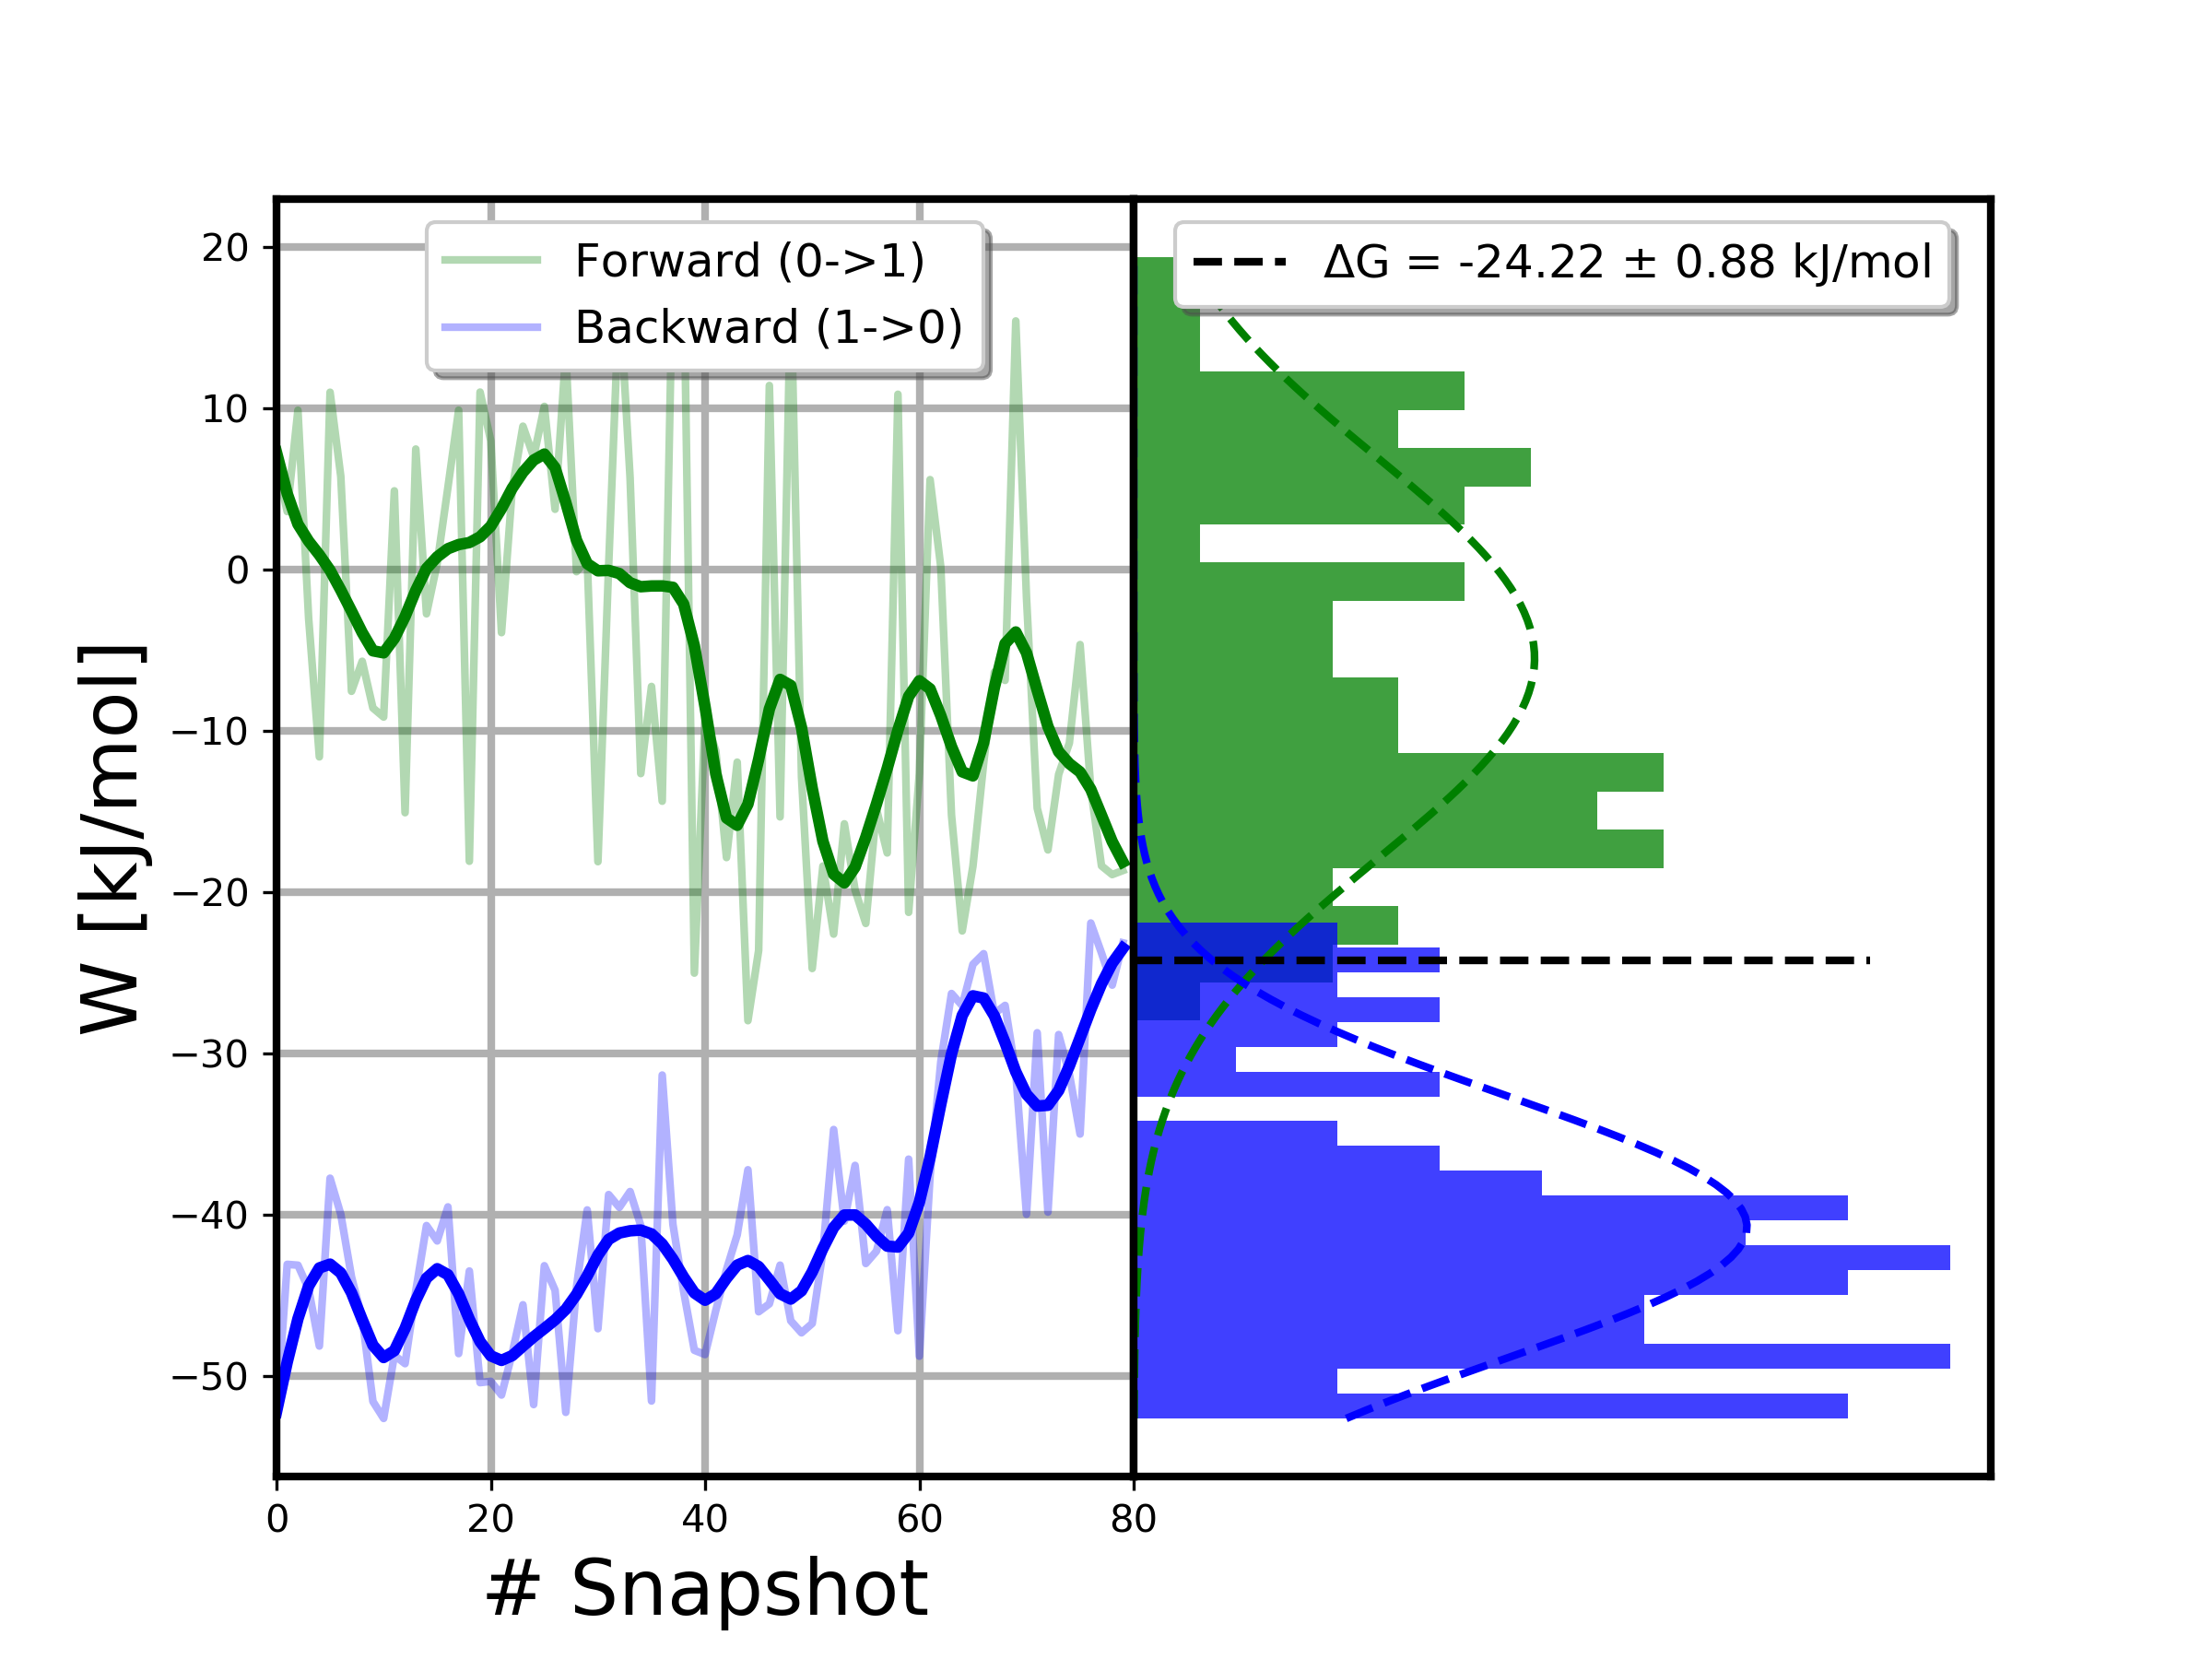 Forward (0->1)
Backward (1->0)
ΔG = -24.22 ± 0.88 kJ/mol
W [kJ/mol]
20
10
0
−10
−20
−30
−40
−50
0 20 40 60 80
# Snapshot